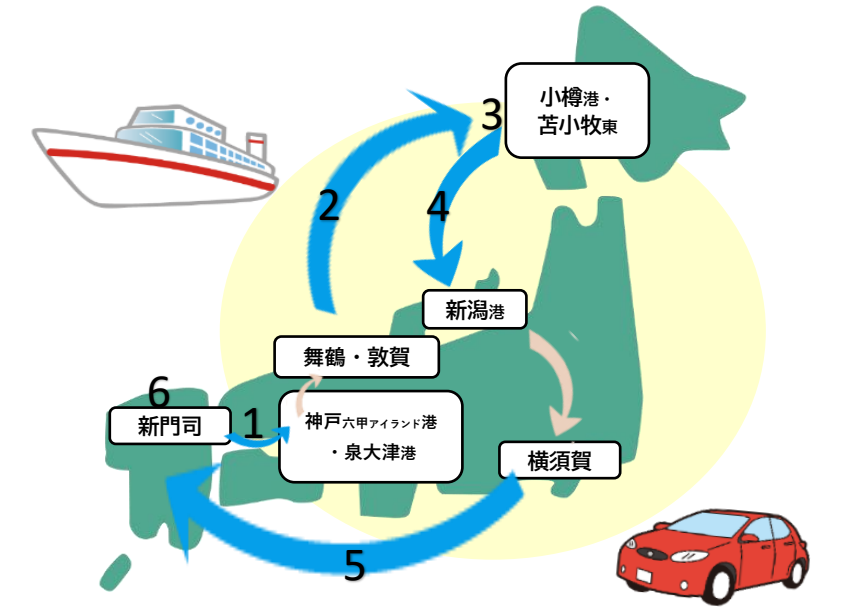 3
小樽港・
苫小牧東
2
4
新潟港
舞鶴・敦賀
6
新門司
1
神戸六甲アイランド港
・泉大津港
横須賀
5